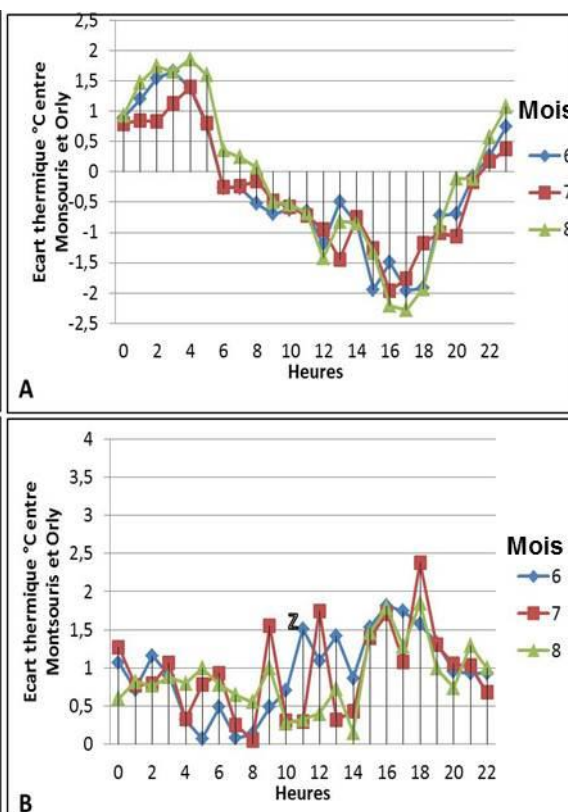 2,5
2
1,5
1
0,5
0
-0,5
-1
-1,5
-2
-2,5
Ecart thermique °C entre
Monsouris et Orly
0 2 4 6 8 10 12 14 16 18 20 22
Heures
Mois
6
7
8
A
4
3,5
3
2,5
2
1,5
1
0,5
0
Ecart thermique °C entre
Montsouris et Orly
Z
0 2 4 6 8 10 12 14 16 18 20 22
Heures
Mois
6
7
8
B